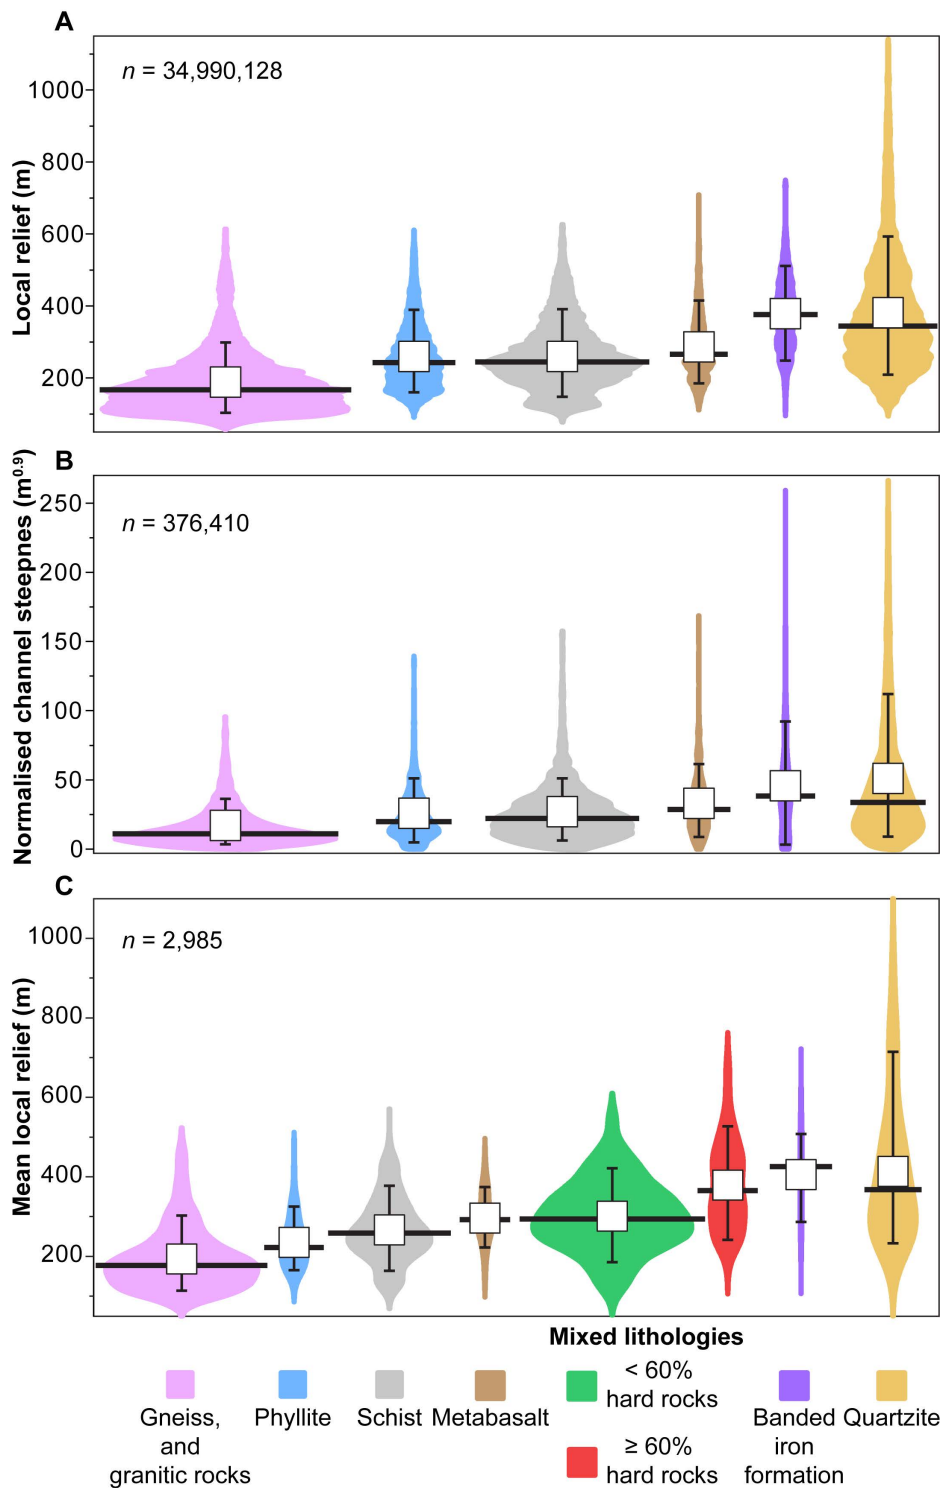 A
n = 34,990,128
Local relief (m)
1000
800
600
400
200
B
n = 376,410
Normalised channel steepnes (m^0.9)
250
200
150
100
50
0
C
n = 2,985
Mean local relief (m)
1000
800
600
400
200
Mixed lithologies
Gneiss,
and
granitic rocks
Phyllite
Schist
Metabasalt
< 60%
hard rocks
≥ 60%
hard rocks
Banded
iron
formation
Quartzite